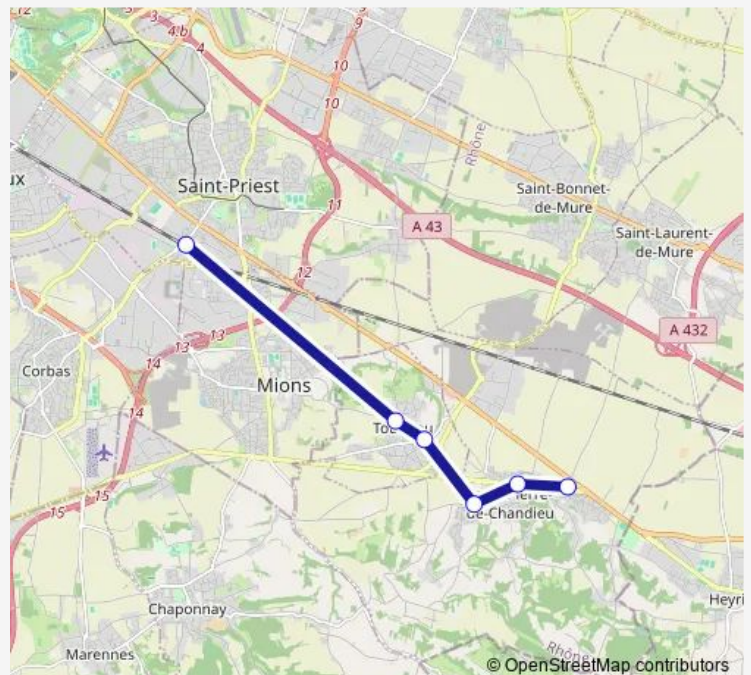 12
3
3
9
4.b
4
10
10
ux
Saint-Priest
Rhône
11
A 43
Saint-Bonnet-
de-Mure
Saint-Laurent-
de-Mure
12
A 432
13
13
14
Corbas
Mions
14
15
15
de-Chandieu
Chaponnay
Heyri
Marennes
Rhône
© OpenStreetMap contributors